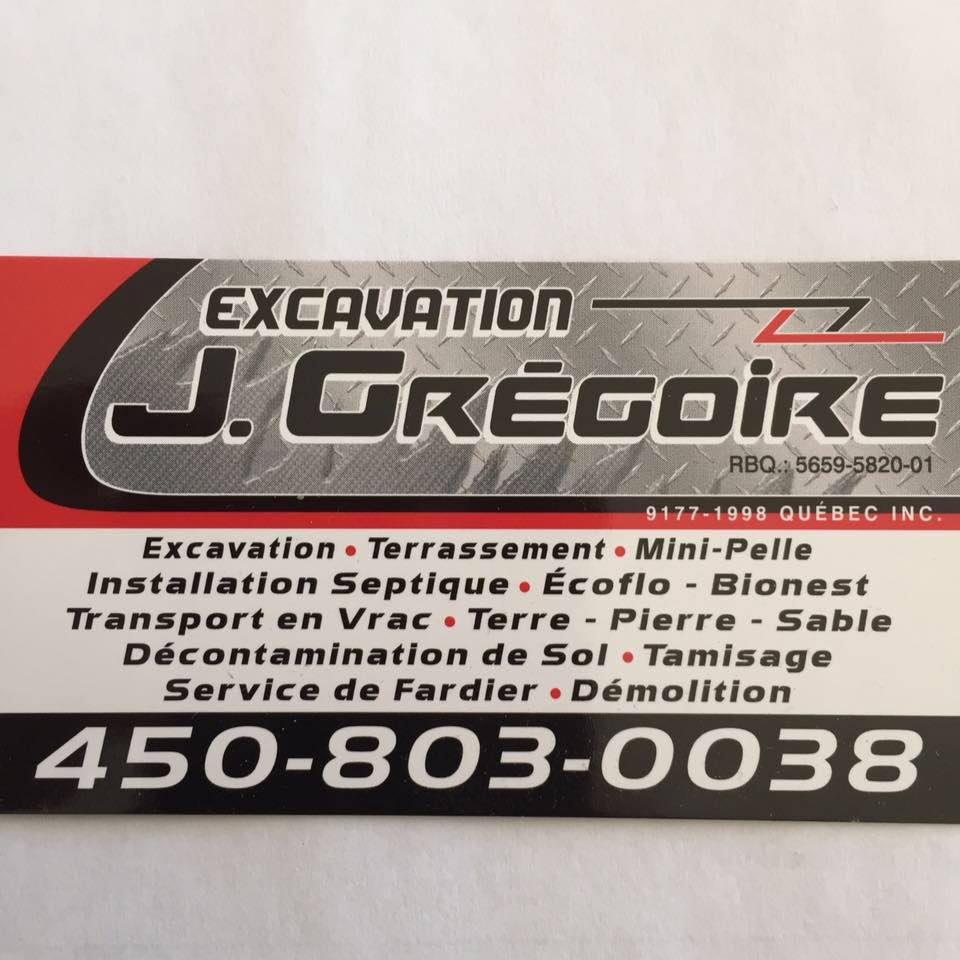 EXCAVATION
J. GRÉGOIRE
RBQ.: 5659-5820-01
9177-1998 QUÉBEC INC.
Excavation • Terrassement • Mini-Pelle
Installation Septique • Écoflo - Bionest
Transport en Vrac • Terre - Pierre - Sable
Décontamination de Sol • Tamisage
Service de Fardier • Démolition
450-803-0038